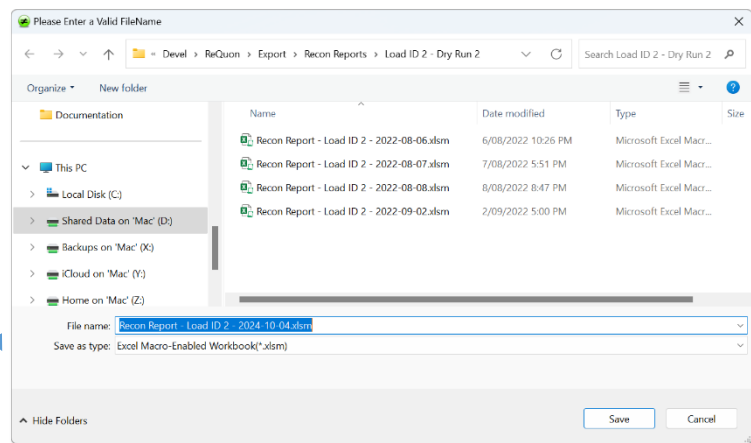 Please Enter a Valid FileName
« Devel › ReQuon › Export › Recon Reports › Load ID 2 - Dry Run 2
Search Load ID 2 - Dry Run 2
Organize New folder
Documentation
This PC
Local Disk (C:)
Shared Data on 'Mac' (D:)
Backups on 'Mac' (X:)
iCloud on 'Mac' (Y:)
Home on 'Mac' (Z:)
Name Date modified Type Size
Recon Report - Load ID 2 - 2022-08-06.xlsm 6/08/2022 10:26 PM Microsoft Excel Macr...
Recon Report - Load ID 2 - 2022-08-07.xlsm 7/08/2022 5:51 PM Microsoft Excel Macr...
Recon Report - Load ID 2 - 2022-08-08.xlsm 8/08/2022 8:47 PM Microsoft Excel Macr...
Recon Report - Load ID 2 - 2022-09-02.xlsm 2/09/2022 5:00 PM Microsoft Excel Macr...
File name: Recon Report - Load ID 2 - 2024-10-04.xlsm
Save as type: Excel Macro-Enabled Workbook(*.xlsm)
Hide Folders
Save Cancel